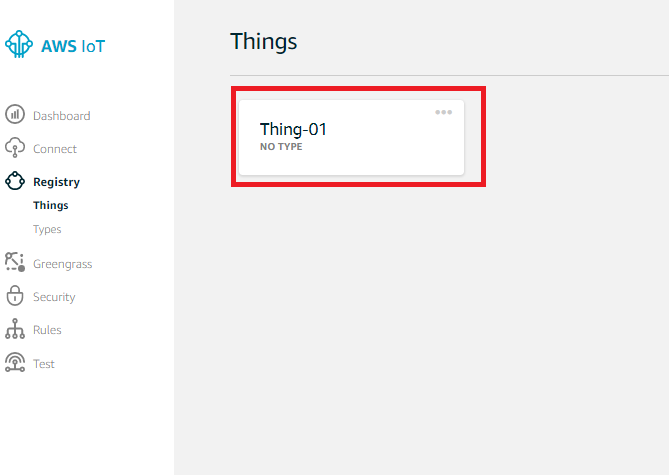 AWS IoT
Dashboard
Connect
Registry
Things
Types
Greengrass
Security
Rules
Test
Things
Thing-01
NO TYPE